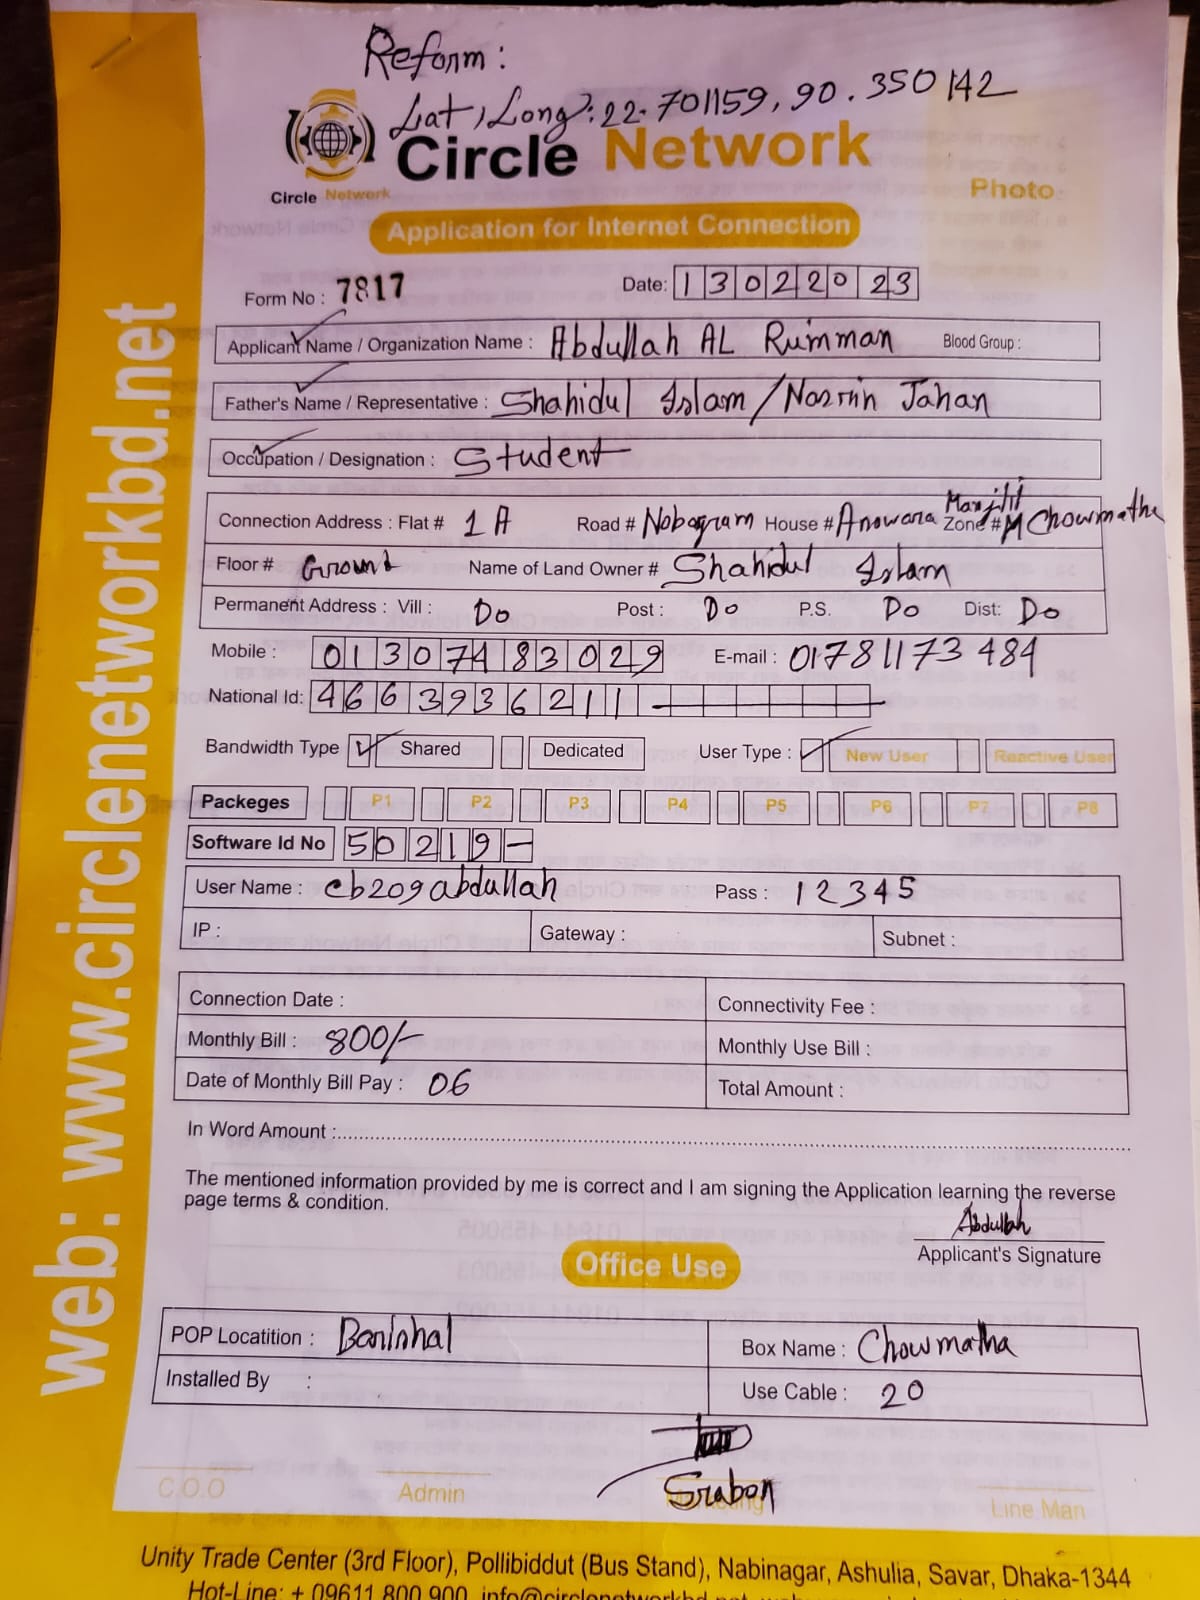 Reform:
Lat, Long: 22.701159, 90.350142
Circle Network
Circle Network
Photo
Application for Internet Connection
Form No : 7817 Date: 13022023
Applicant Name / Organization Name : Abdullah AL Rimman Blood Group :
Father's Name / Representative : Shahidul Islam / Nasrin Jahan
Occupation / Designation : Student
Connection Address : Flat # 1A Road # Nobogram House # Anowara Manjil Zone # M Chowmatha
Floor # Ground Name of Land Owner # Shahidul Islam
Permanent Address : Vill : Do Post : Do P.S. Do Dist: Do
Mobile : 01307483029 E-mail : 01781173484
National Id: 4663936211
Bandwidth Type Shared Dedicated User Type : New User Reactive User
Packeges P1 P2 P3 P4 P5 P6 P7 P8
Software Id No 50219-
User Name : cb209abdullah Pass : 12345
IP : Gateway : Subnet :
Connection Date : Connectivity Fee :
Monthly Bill : 800/- Monthly Use Bill :
Date of Monthly Bill Pay : 06 Total Amount :
In Word Amount :
The mentioned information provided by me is correct and I am signing the Application learning the reverse
page terms & condition.
Abdullah
Applicant's Signature
Office Use
POP Locatition : Barishal Box Name : Chowmatha
Installed By : Use Cable : 20
Srabon
C.O.O Admin Marketing Line Man
Unity Trade Center (3rd Floor), Pollibiddut (Bus Stand), Nabinagar, Ashulia, Savar, Dhaka-1344
Hot-Line: + 09611 800 900,
web: www.circlenetworkbd.net